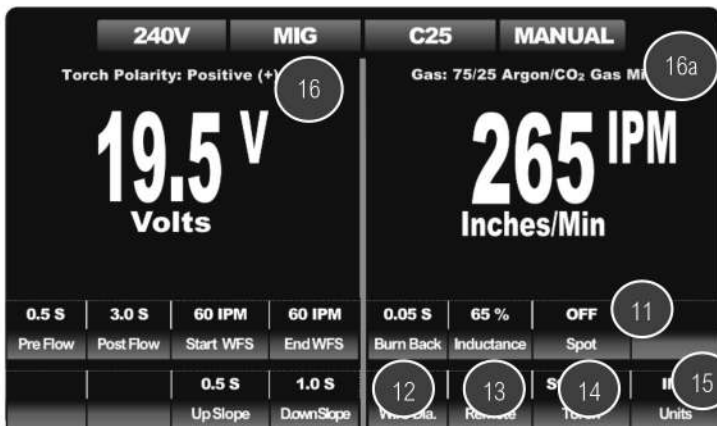 240V MIG C25 MANUAL
Torch Polarity: Positive (+) 16
Gas: 75/25 Argon/CO₂ Gas 16a
19.5 V
Volts
265 IPM
Inches/Min
0.5 S 3.0 S 60 IPM 60 IPM 0.05 S 65 % OFF 11
Pre Flow Post Flow Start WFS End WFS Burn Back Inductance Spot
0.5 S 1.0 S 12 13 14 15
Up Slope Down Slope Dia. Units